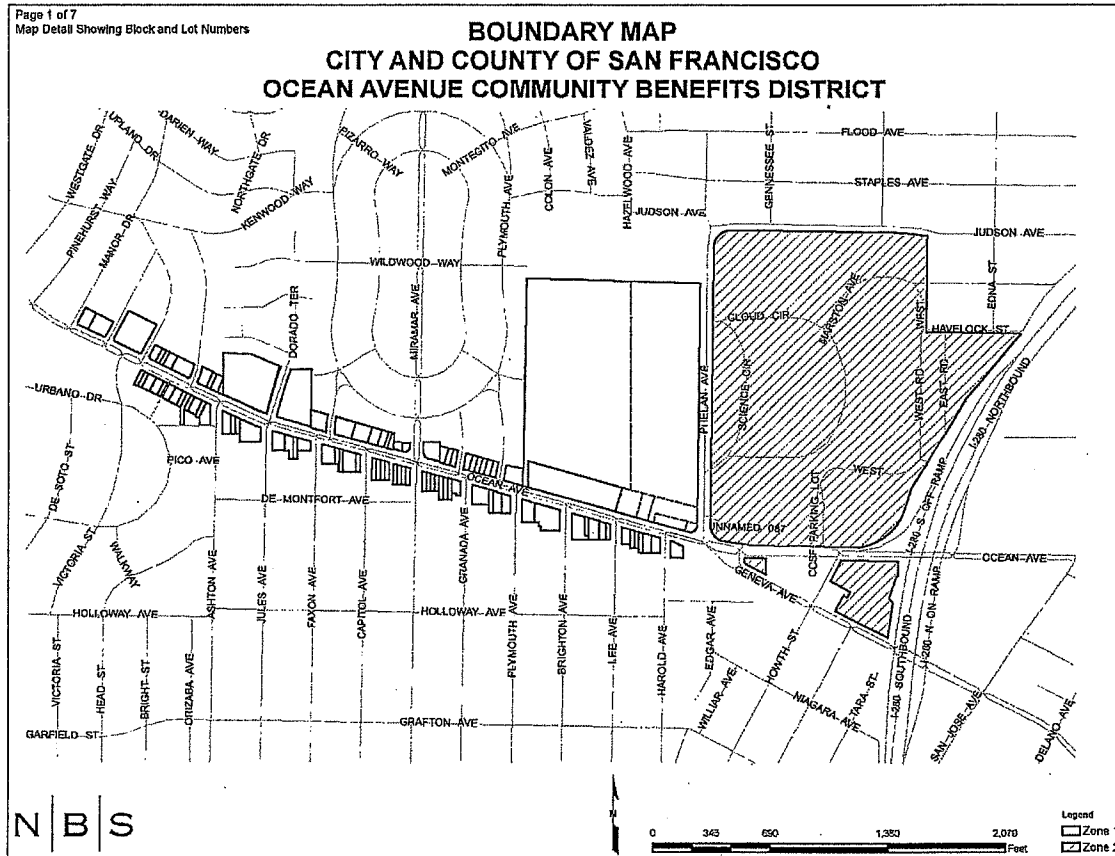 Page 1 of 7
Map Detail Showing Block and Lot Numbers
BOUNDARY MAP
CITY AND COUNTY OF SAN FRANCISCO
OCEAN AVENUE COMMUNITY BENEFITS DISTRICT
WESTGATE DR
UPLAND DR
DARIEN WAY
NORTHGATE DR
PIZARRO WAY
MONTECITO AVE
COLON AVE
VALDEZ AVE
HAZELWOOD AVE
GENNESSEE ST
FLOOD AVE
STAPLES AVE
JUDSON AVE
JUDSON AVE
PINEHURST WAY
MANOR DR
KENWOOD WAY
PLYMOUTH AVE
WILDWOOD WAY
MIRAMAR AVE
DORADO TER
EDNA ST
HAVELOCK ST
CLOUD CIR
MARSTON AVE
WEST
WEST RD
EAST RD
SCIENCE CIR
PHELAN AVE
WEST
CCSF PARKING LOT
I-280 NORTHBOUND
I-280 S OFF RAMP
I-280 N ON RAMP
I-280 SOUTHBOUND
URBANO DR
PICO AVE
DE SOTO ST
VICTORIA ST
WALKWAY
DE MONTFORT AVE
OCEAN AVE
UNNAMED 087
OCEAN AVE
GENEVA AVE
HOLLOWAY AVE
HOLLOWAY AVE
ASHTON AVE
JULES AVE
FAXON AVE
CAPITOL AVE
GRANADA AVE
PLYMOUTH AVE
BRIGHTON AVE
LEE AVE
HAROLD AVE
EDGAR AVE
HOWTH ST
WILLIAR AVE
NIAGARA AVE
TARA ST
SAN JOSE AVE
DELANO AVE
VICTORIA ST
HEAD ST
BRIGHT ST
ORIZABA AVE
GARFIELD ST
GRAFTON AVE
N|B|S
N
0 345 690 1,380 2,070
Feet
Legend
Zone 1
Zone 2